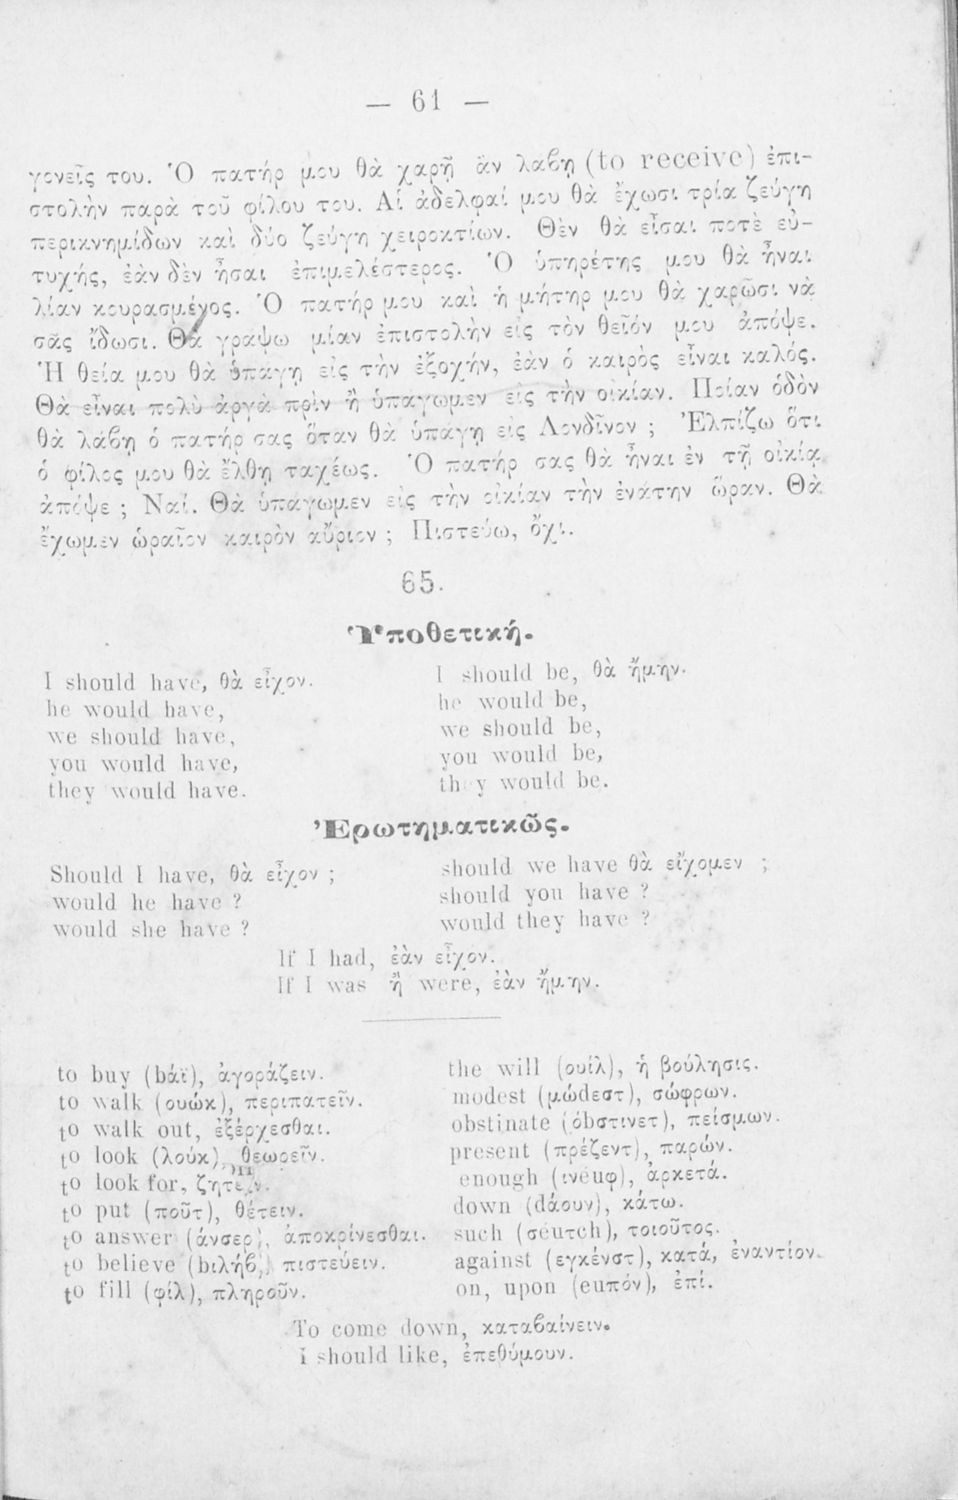 — 61 —
γονεῖς του. Ὁ πατήρ μου θὰ χαρῇ ἂν λάβῃ (to receive) ἐπι-
στολὴν παρὰ τοῦ φίλου του. Αἱ ἀδελφαί μου θὰ ἔχωσι τρία ζεύγη
περικνημίδων καὶ δύο ζεύγη χειροκτίων. Θὲν θὰ εἶσαι ποτὲ εὐ-
τυχής, ἐὰν δὲν ἦσαι ἐπιμελέστερος. Ὁ ὑπηρέτης μου θὰ ἦναι
λίαν κουρασμένος. Ὁ πατήρ μου καὶ ἡ μήτηρ μου θὰ χαρῶσι νὰ
σᾶς ἴδωσι. Θὰ γράψω μίαν ἐπιστολὴν εἰς τὸν θεῖόν μου ἀπόψε.
Ἡ θεία μου θὰ ὑπάγῃ εἰς τὴν ἐξοχήν, ἐὰν ὁ καιρὸς εἶναι καλός.
Θὰ εἶναι πολὺ ἀργὰ πρὶν ἢ ὑπάγωμεν εἰς τὴν οἰκίαν. Ποίαν ὁδὸν
θὰ λάβῃ ὁ πατήρ σας ὅταν θὰ ὑπάγῃ εἰς Λονδῖνον ; Ἐλπίζω ὅτι
ὁ φίλος μου θὰ ἔλθῃ ταχέως. Ὁ πατήρ σας θὰ ἦναι ἐν τῇ οἰκίᾳ
ἀπόψε ; Ναί. Θὰ ὑπάγωμεν εἰς τὴν οἰκίαν τὴν ἐνάτην ὥραν. Θὰ
ἔχωμεν ὡραῖον καιρὸν αὔριον ; Πιστεύω, ὄχι.
65.
Ὑποθετική.
I should have, θὰ εἶχον.
he would have,
we should have,
you would have,
they would have.
I should be, θὰ ἤμην.
he would be,
we should be,
you would be,
they would be.
Ἐρωτηματικῶς.
Should I have, θὰ εἶχον ;
would he have ?
would she have ?
should we have θὰ εἴχομεν ;
should you have ?
would they have ?
If I had, ἐὰν εἶχον.
If I was ἢ were, ἐὰν ἤμην.
to buy (bάϊ), ἀγοράζειν.
to walk (ουώκ), περιπατεῖν.
to walk out, ἐξέρχεσθαι.
to look (λούκ), θεωρεῖν.
to look for, ζητεῖν.
to put (ποῦτ), θέτειν.
to answer (άνσερ), ἀποκρίνεσθαι.
to believe (bιλήβ), πιστεύειν.
to fill (φίλ), πληροῦν.
the will (ουίλ), ἡ βούλησις.
modest (μώdεστ), σώφρων.
obstinate (όbστινετ), πείσμων.
present (πρέζεντ), παρών.
enough (ινέuφ), ἀρκετά.
down (dάουν), κάτω.
such (σέuτch), τοιοῦτος.
against (εγκένστ), κατά, ἐναντίον.
on, upon (euπόν), ἐπί.
To come down, καταβαίνειν.
I should like, ἐπεθύμουν.